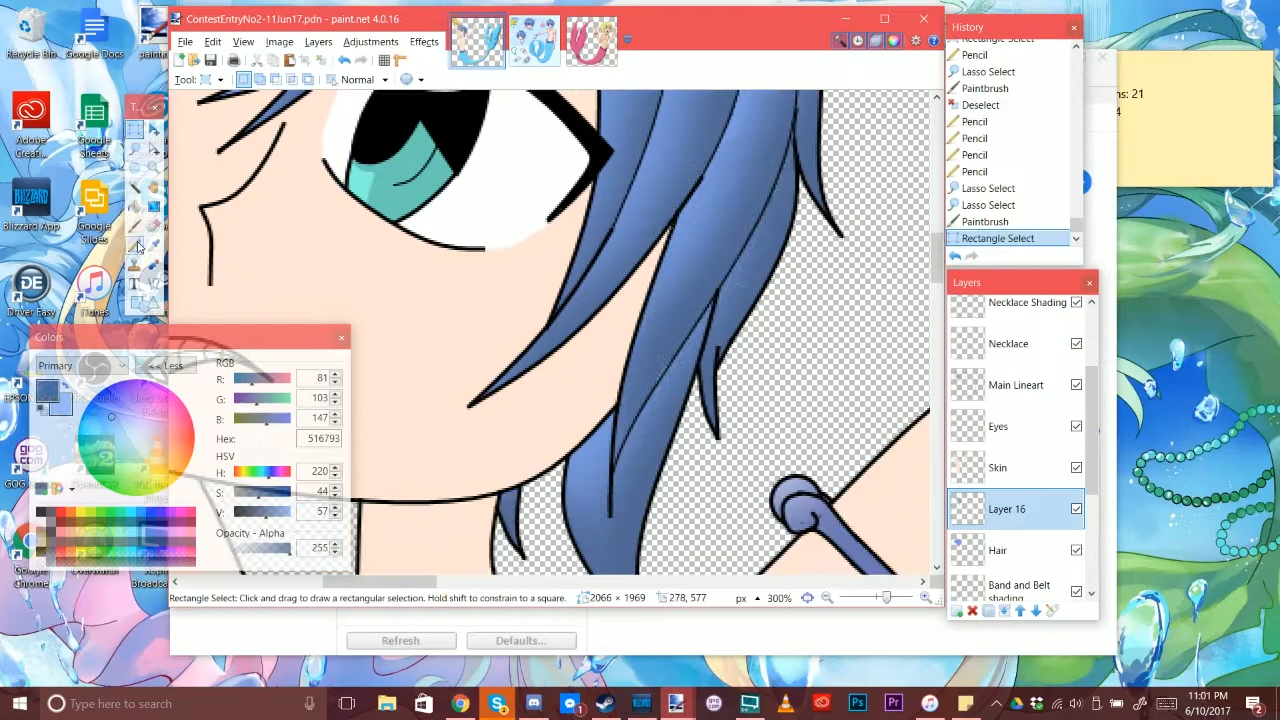 ContestEntryNo2-11Jun17.pdn - paint.net 4.0.16
File Edit View Image Layers Adjustments Effects
Tool: Normal
History
Pencil
Lasso Select
Paintbrush
Deselect
Pencil
Pencil
Pencil
Pencil
Lasso Select
Lasso Select
Paintbrush
Rectangle Select
ns: 21
4
Layers
Necklace Shading
Necklace
Main Lineart
Eyes
Skin
Layer 16
Hair
Band and Belt
shading
Colors
Primary
<< Less
RGB
R: 81
G: 103
B: 147
Hex: 516793
HSV
H: 220
S: 44
V: 57
Opacity - Alpha
255
Rectangle Select: Click and drag to draw a rectangular selection. Hold shift to constrain to a square.
2066 × 1969
278, 577
px
300%
Refresh
Defaults...
Recycle Bin
Google Docs
Adobe
Creati...
Google
Sheets
Blizzard App
Google
Slides
Driver Easy
iTunes
Google
Chrome
Overwatch
Type here to search
11:01 PM
6/10/2017